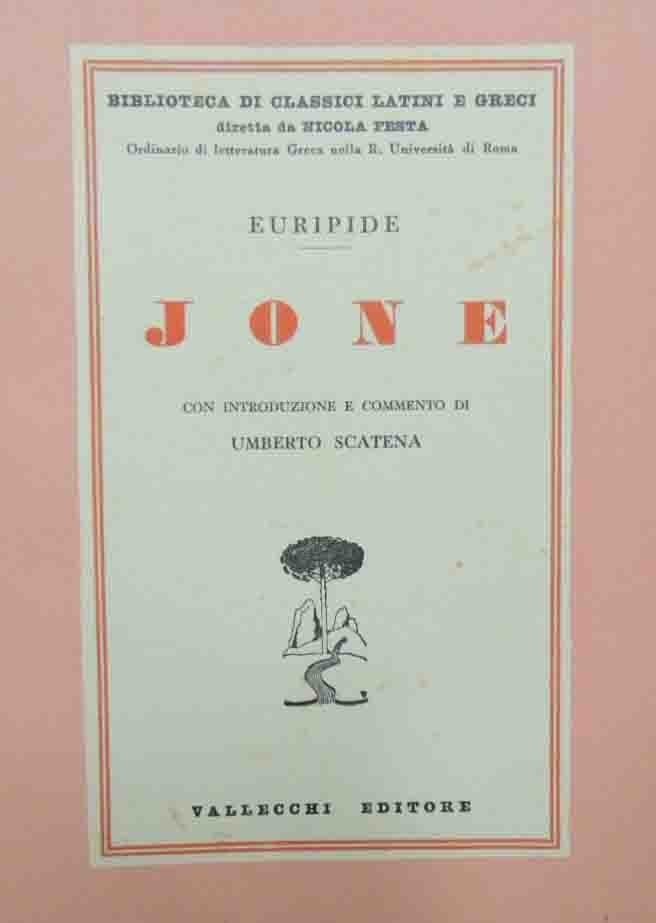 BIBLIOTECA DI CLASSICI LATINI E GRECI
diretta da NICOLA FESTA
Ordinario di letteratura Greca nella R. Università di Roma
EURIPIDE
JONE
CON INTRODUZIONE E COMMENTO DI
UMBERTO SCATENA
VALLECCHI EDITORE